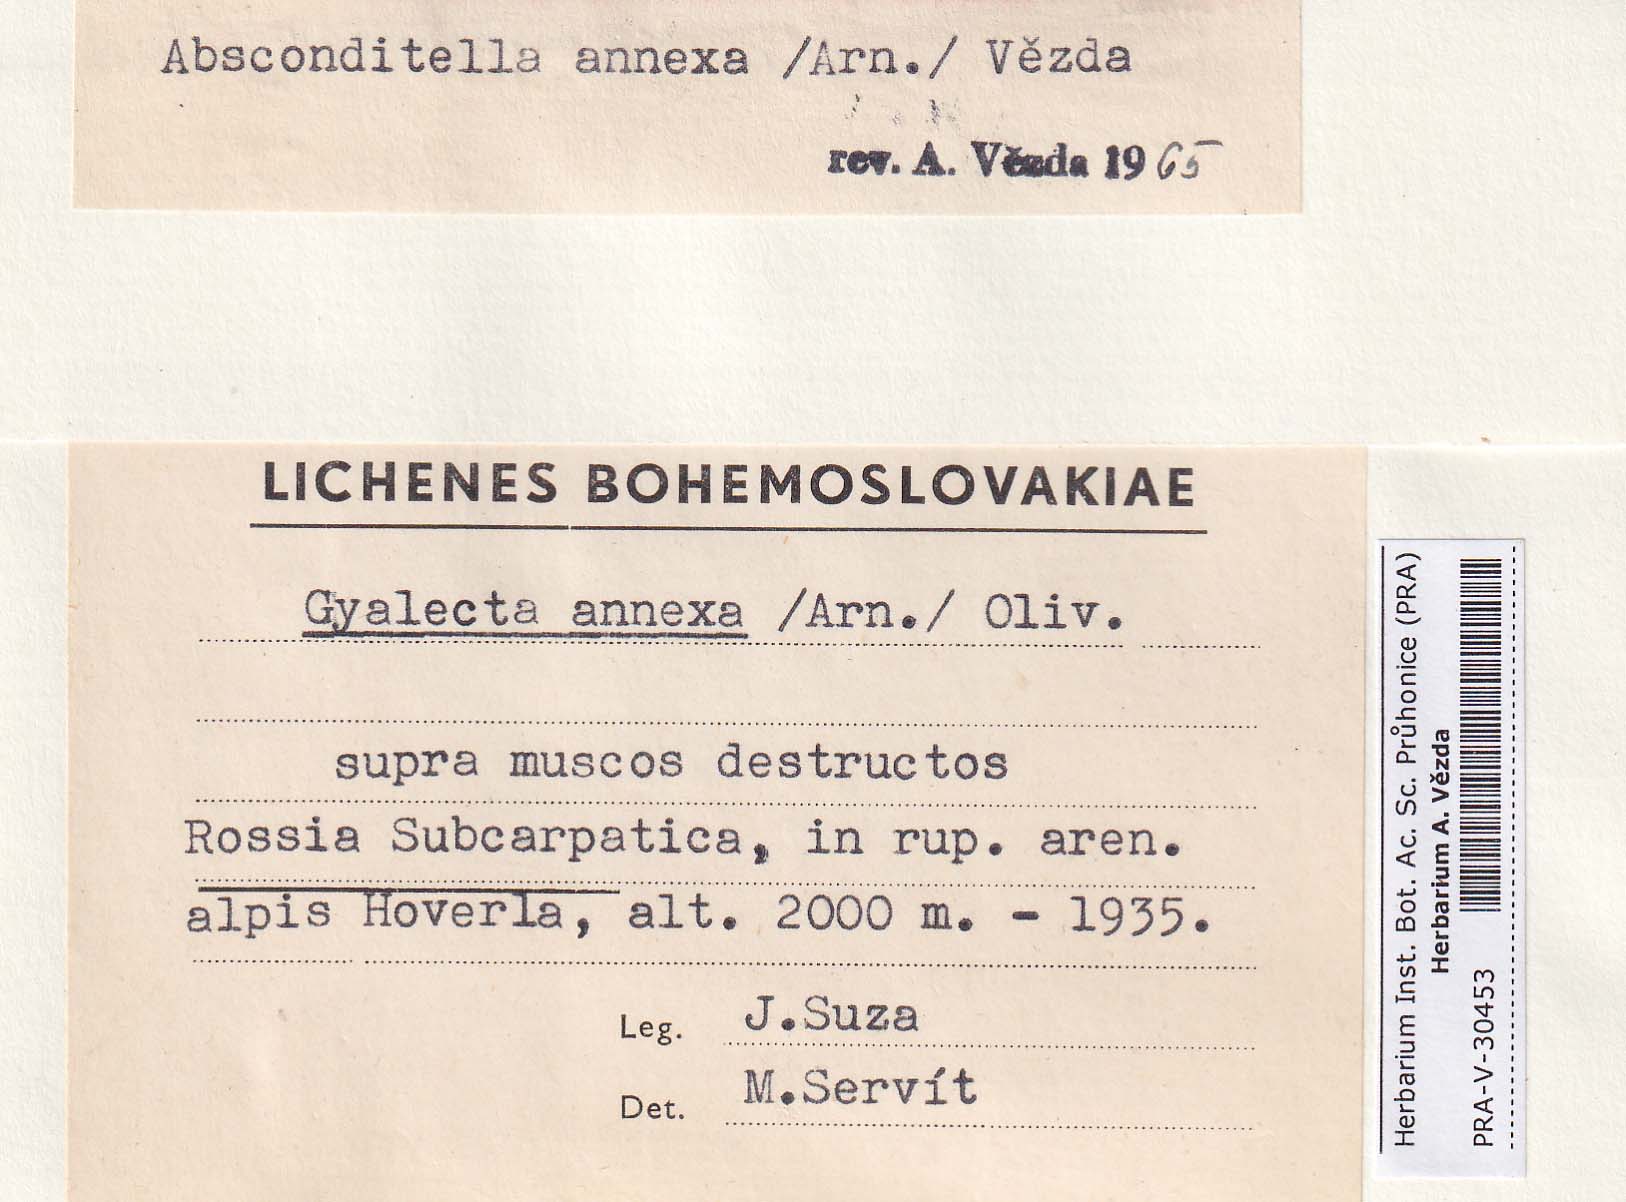 Absconditella annexa /Arn./ Vězda
rev. A. Vězda 1965
LICHENES BOHEMOSLOVAKIAE
Gyalecta annexa /Arn./ Oliv.
supra muscos destructos
Rossia Subcarpatica, in rup. aren.
alpis Hoverla, alt. 2000 m. - 1935.
Leg. J.Suza
Det. M.Servít
Herbarium Inst. Bot. Ac. Sc. Průhonice (PRA)
Herbarium A. Vězda
PRA-V-30453